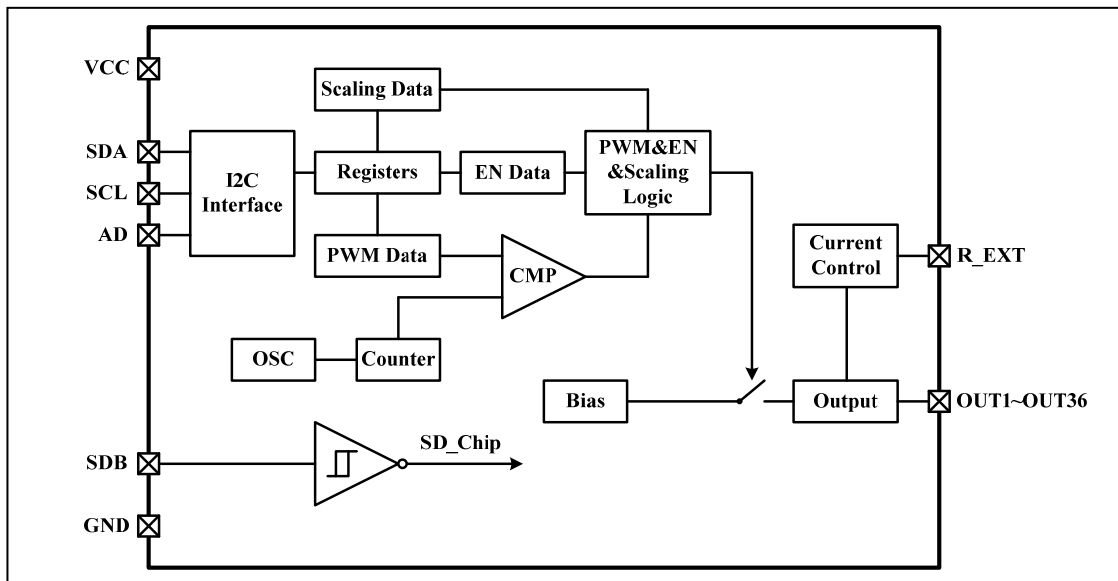 VCC
SDA
SCL
AD
I2C
Interface
Scaling Data
Registers
PWM Data
EN Data
PWM&EN
&Scaling
Logic
CMP
OSC
Counter
Current
Control
R_EXT
Bias
Output
OUT1~OUT36
SDB
SD_Chip
GND